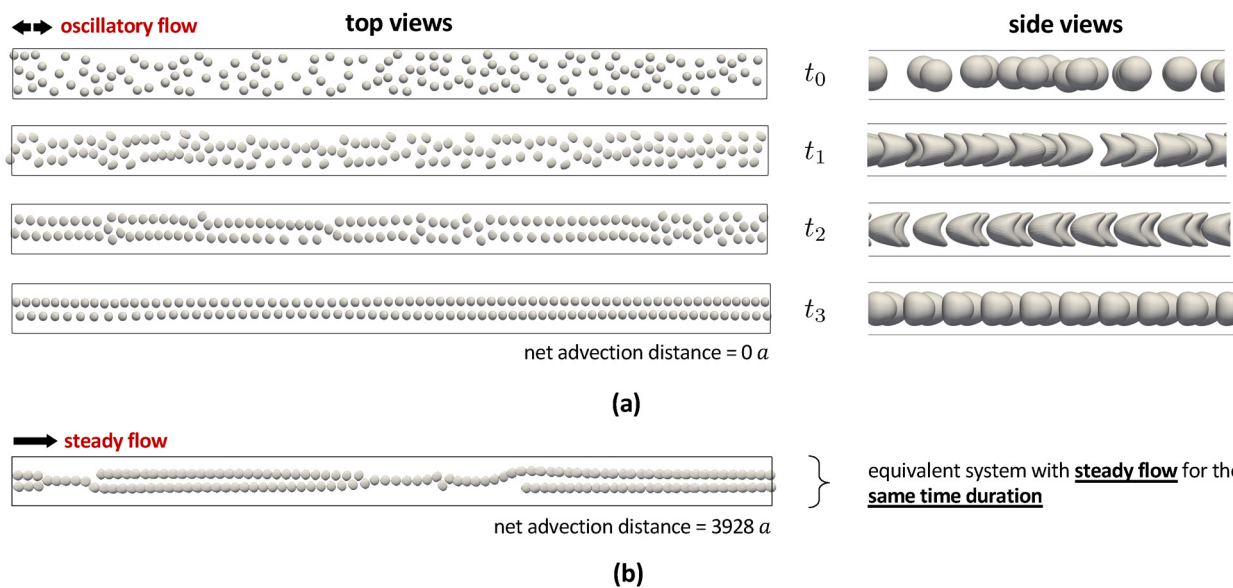 oscillatory flow
top views
side views
t0
t1
t2
t3
net advection distance = 0 a
(a)
steady flow
equivalent system with steady flow for the
same time duration
net advection distance = 3928 a
(b)